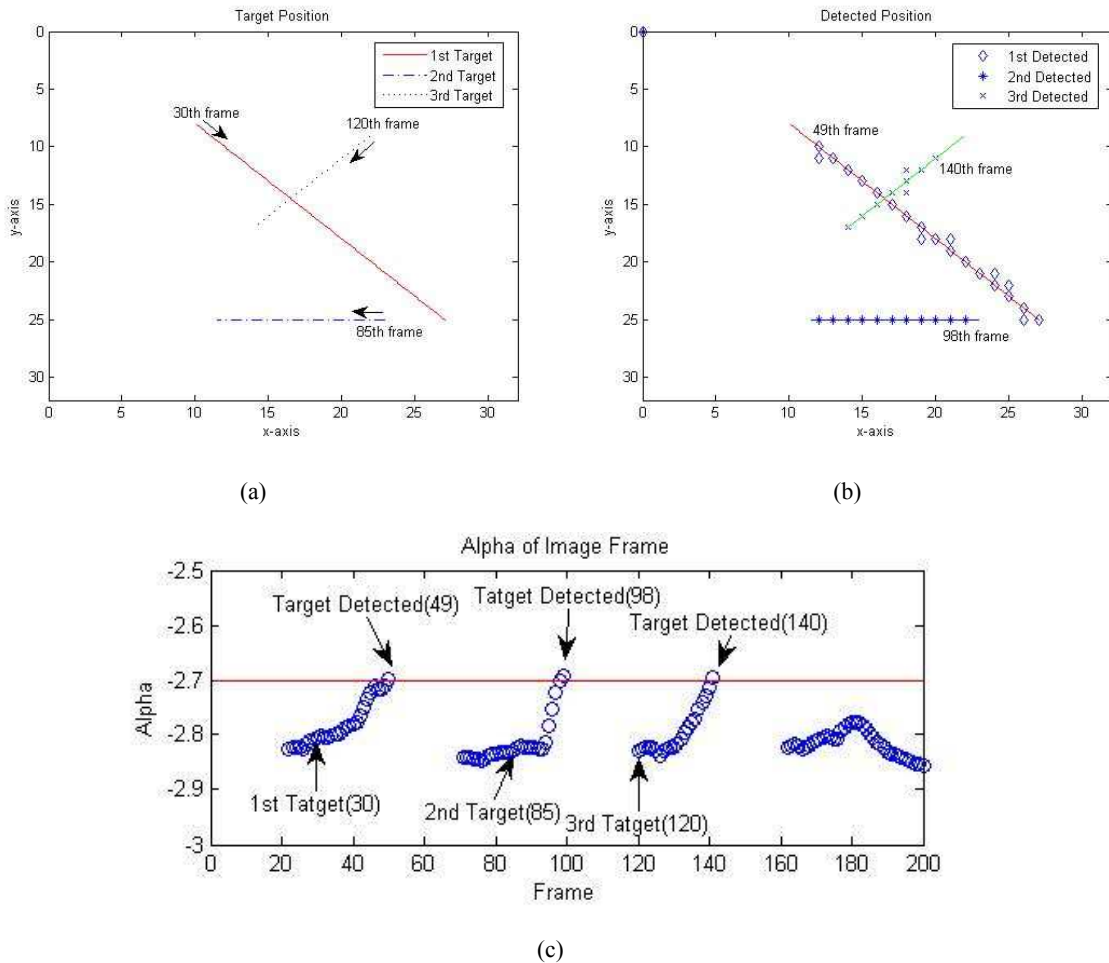 Target Position
0
5
10
15
20
25
30
y-axis
0 5 10 15 20 25 30
x-axis
1st Target
2nd Target
3rd Target
30th frame
120th frame
85th frame
(a)
Detected Position
0
5
10
15
20
25
30
y-axis
0 5 10 15 20 25 30
x-axis
1st Detected
2nd Detected
3rd Detected
49th frame
140th frame
98th frame
(b)
Alpha of Image Frame
-2.5
-2.6
-2.7
-2.8
-2.9
-3
Alpha
Target Detected(49)
Tatget Detected(98)
Target Detected(140)
1st Tatget(30)
2nd Target(85)
3rd Tatget(120)
0 20 40 60 80 100 120 140 160 180 200
Frame
(c)